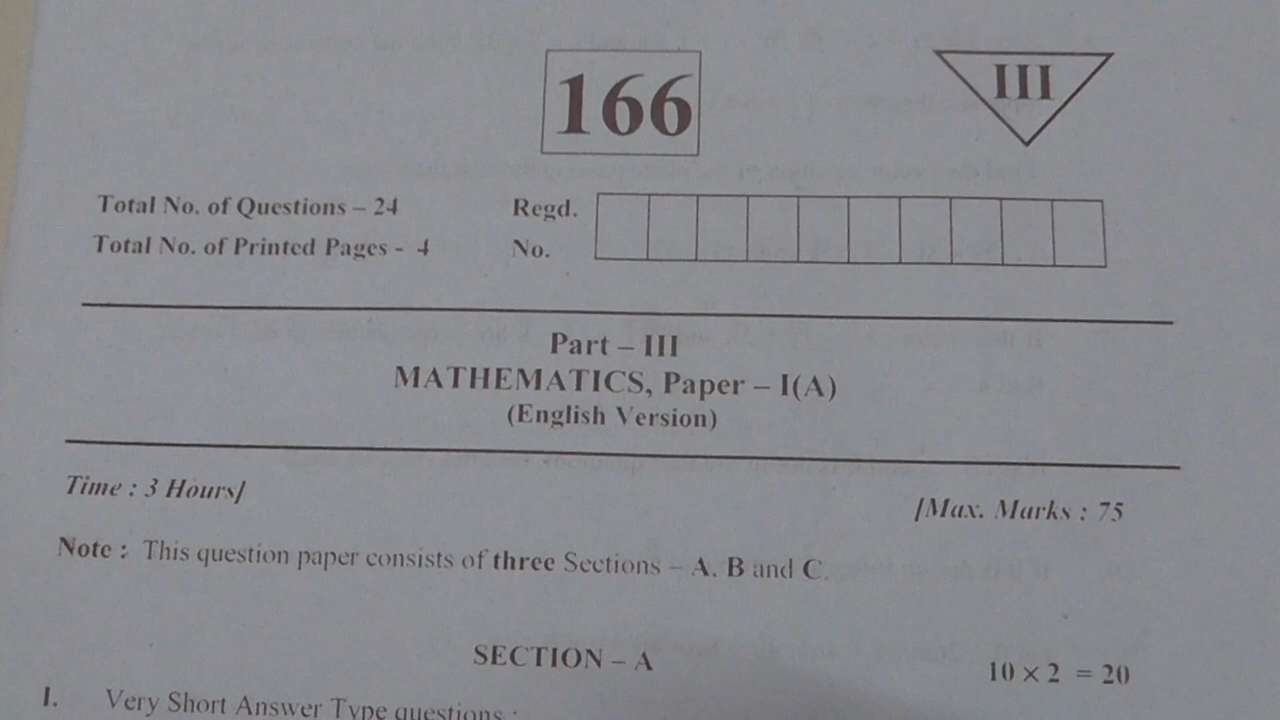 166
III
Total No. of Questions – 24
Regd.
Total No. of Printed Pages - 4
No.
Part – III
MATHEMATICS, Paper – I(A)
(English Version)
Time : 3 Hours]
[Max. Marks : 75
Note : This question paper consists of three Sections – A, B and C.
SECTION – A
10 × 2 = 20
I. Very Short Answer Type questions :